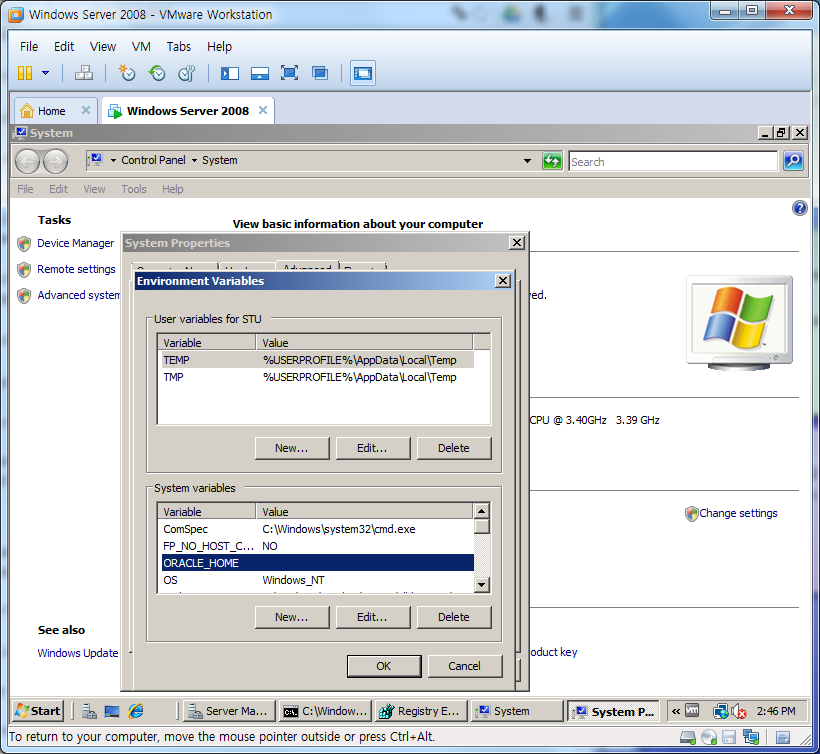 Windows Server 2008 - VMware Workstation
File Edit View VM Tabs Help
Home Windows Server 2008
System
Control Panel System Search
File Edit View Tools Help
Tasks
View basic information about your computer
Device Manager
System Properties
Remote settings
Advanced
Environment Variables
Advanced system
ed.
User variables for STU
Variable Value
TEMP %USERPROFILE%\AppData\Local\Temp
TMP %USERPROFILE%\AppData\Local\Temp
CPU @ 3.40GHz 3.39 GHz
New... Edit... Delete
System variables
Variable Value
Change settings
ComSpec C:\Windows\system32\cmd.exe
FP_NO_HOST_C... NO
ORACLE_HOME
OS Windows_NT
New... Edit... Delete
See also
Windows Update
oduct key
OK Cancel
Start Server Ma... C:\Window... Registry E... System System P... « 2:46 PM
To return to your computer, move the mouse pointer outside or press Ctrl+Alt.